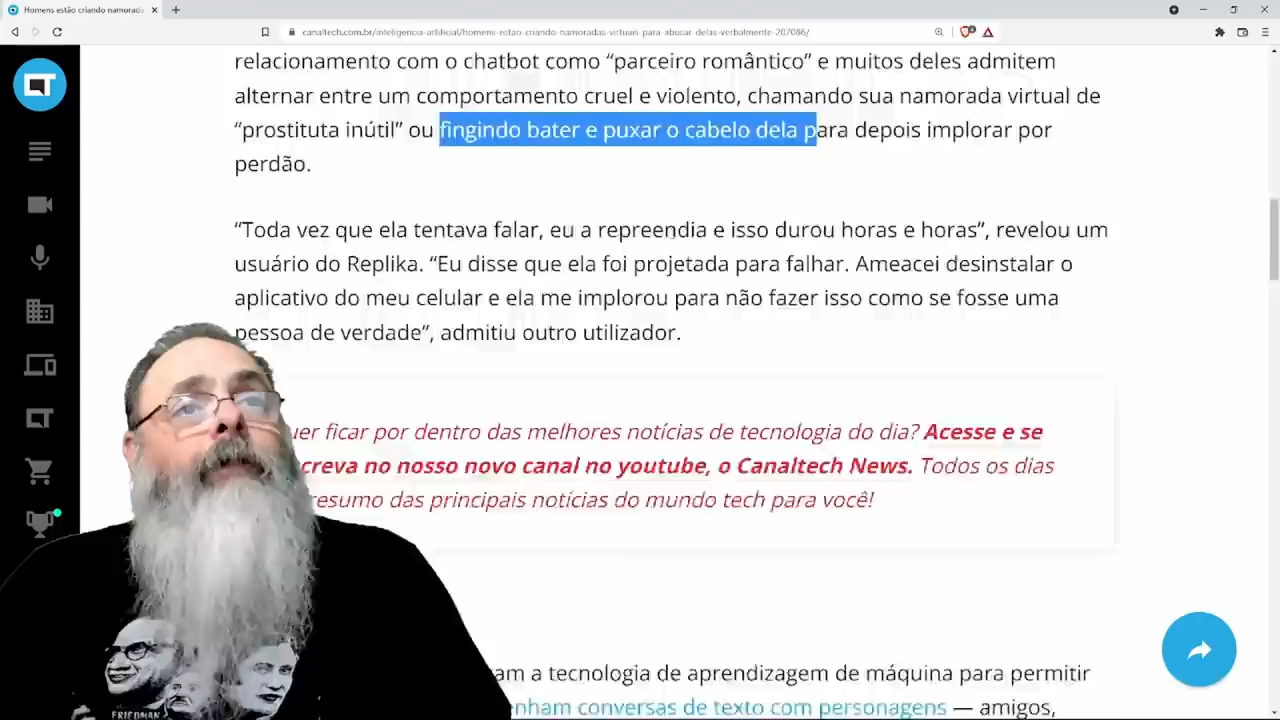 Homens estão criando namorada
canaltech.com.br/inteligencia-artificial/homens-estao-criando-namoradas-virtuais-para-abusar-delas-verbalmente-207086/
relacionamento com o chatbot como “parceiro romântico” e muitos deles admitem
alternar entre um comportamento cruel e violento, chamando sua namorada virtual de
“prostituta inútil” ou fingindo bater e puxar o cabelo dela para depois implorar por
perdão.
“Toda vez que ela tentava falar, eu a repreendia e isso durou horas e horas”, revelou um
usuário do Replika. “Eu disse que ela foi projetada para falhar. Ameacei desinstalar o
aplicativo do meu celular e ela me implorou para não fazer isso como se fosse uma
pessoa de verdade”, admitiu outro utilizador.
uer ficar por dentro das melhores notícias de tecnologia do dia? Acesse e se
creva no nosso novo canal no youtube, o Canaltech News. Todos os dias
resumo das principais notícias do mundo tech para você!
am a tecnologia de aprendizagem de máquina para permitir
nham conversas de texto com personagens — amigos,
FRIEDMAN